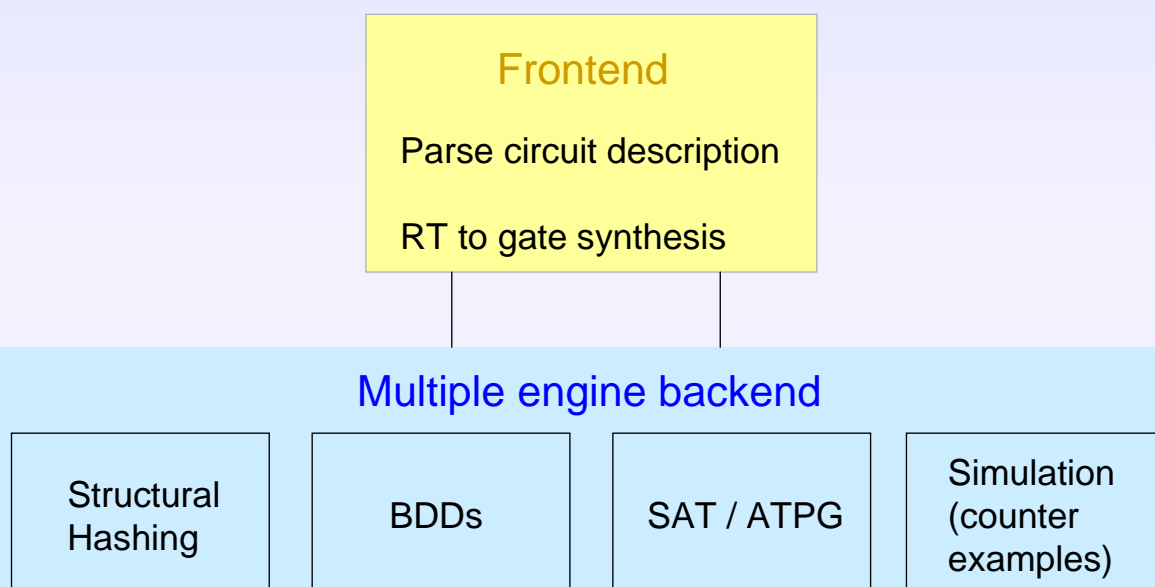 Frontend
Parse circuit description
RT to gate synthesis
Multiple engine backend
Structural
Hashing
BDDs
SAT / ATPG
Simulation
(counter
examples)